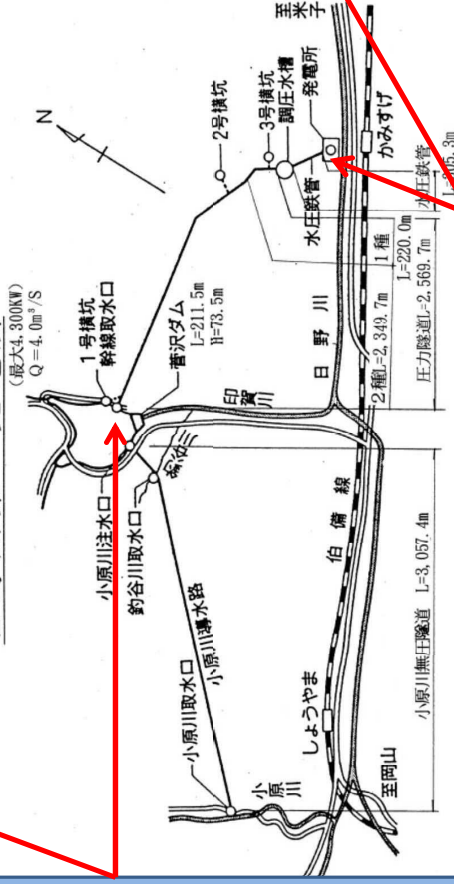 (最大4,300KW)
Q=4.0m³/S
N
1号横坑
幹線取水口
2号横坑
3号横坑
調圧水槽
発電所
水圧鉄管
至米子
かみすげ
菅沢ダム
L=211.5m
H=73.5m
印賀川
日野川
小原川注水口
釣谷川取水口
小原川導水路
小原川取水口
小原川
しょうやま
伯備線
至岡山
1種
L=220.0m
2種L=2,349.7m
圧力隧道L=2,569.7m
水圧鉄管
小原川無圧隧道 L=3,057.4m